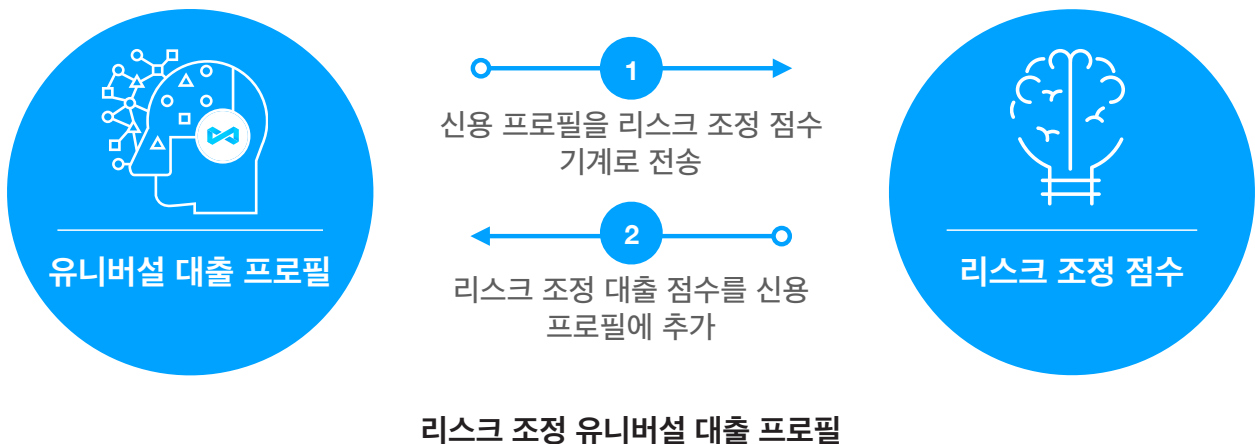 1
신용 프로필을 리스크 조정 점수
기계로 전송
2
유니버설 대출 프로필
리스크 조정 점수
리스크 조정 대출 점수를 신용
프로필에 추가
리스크 조정 유니버설 대출 프로필